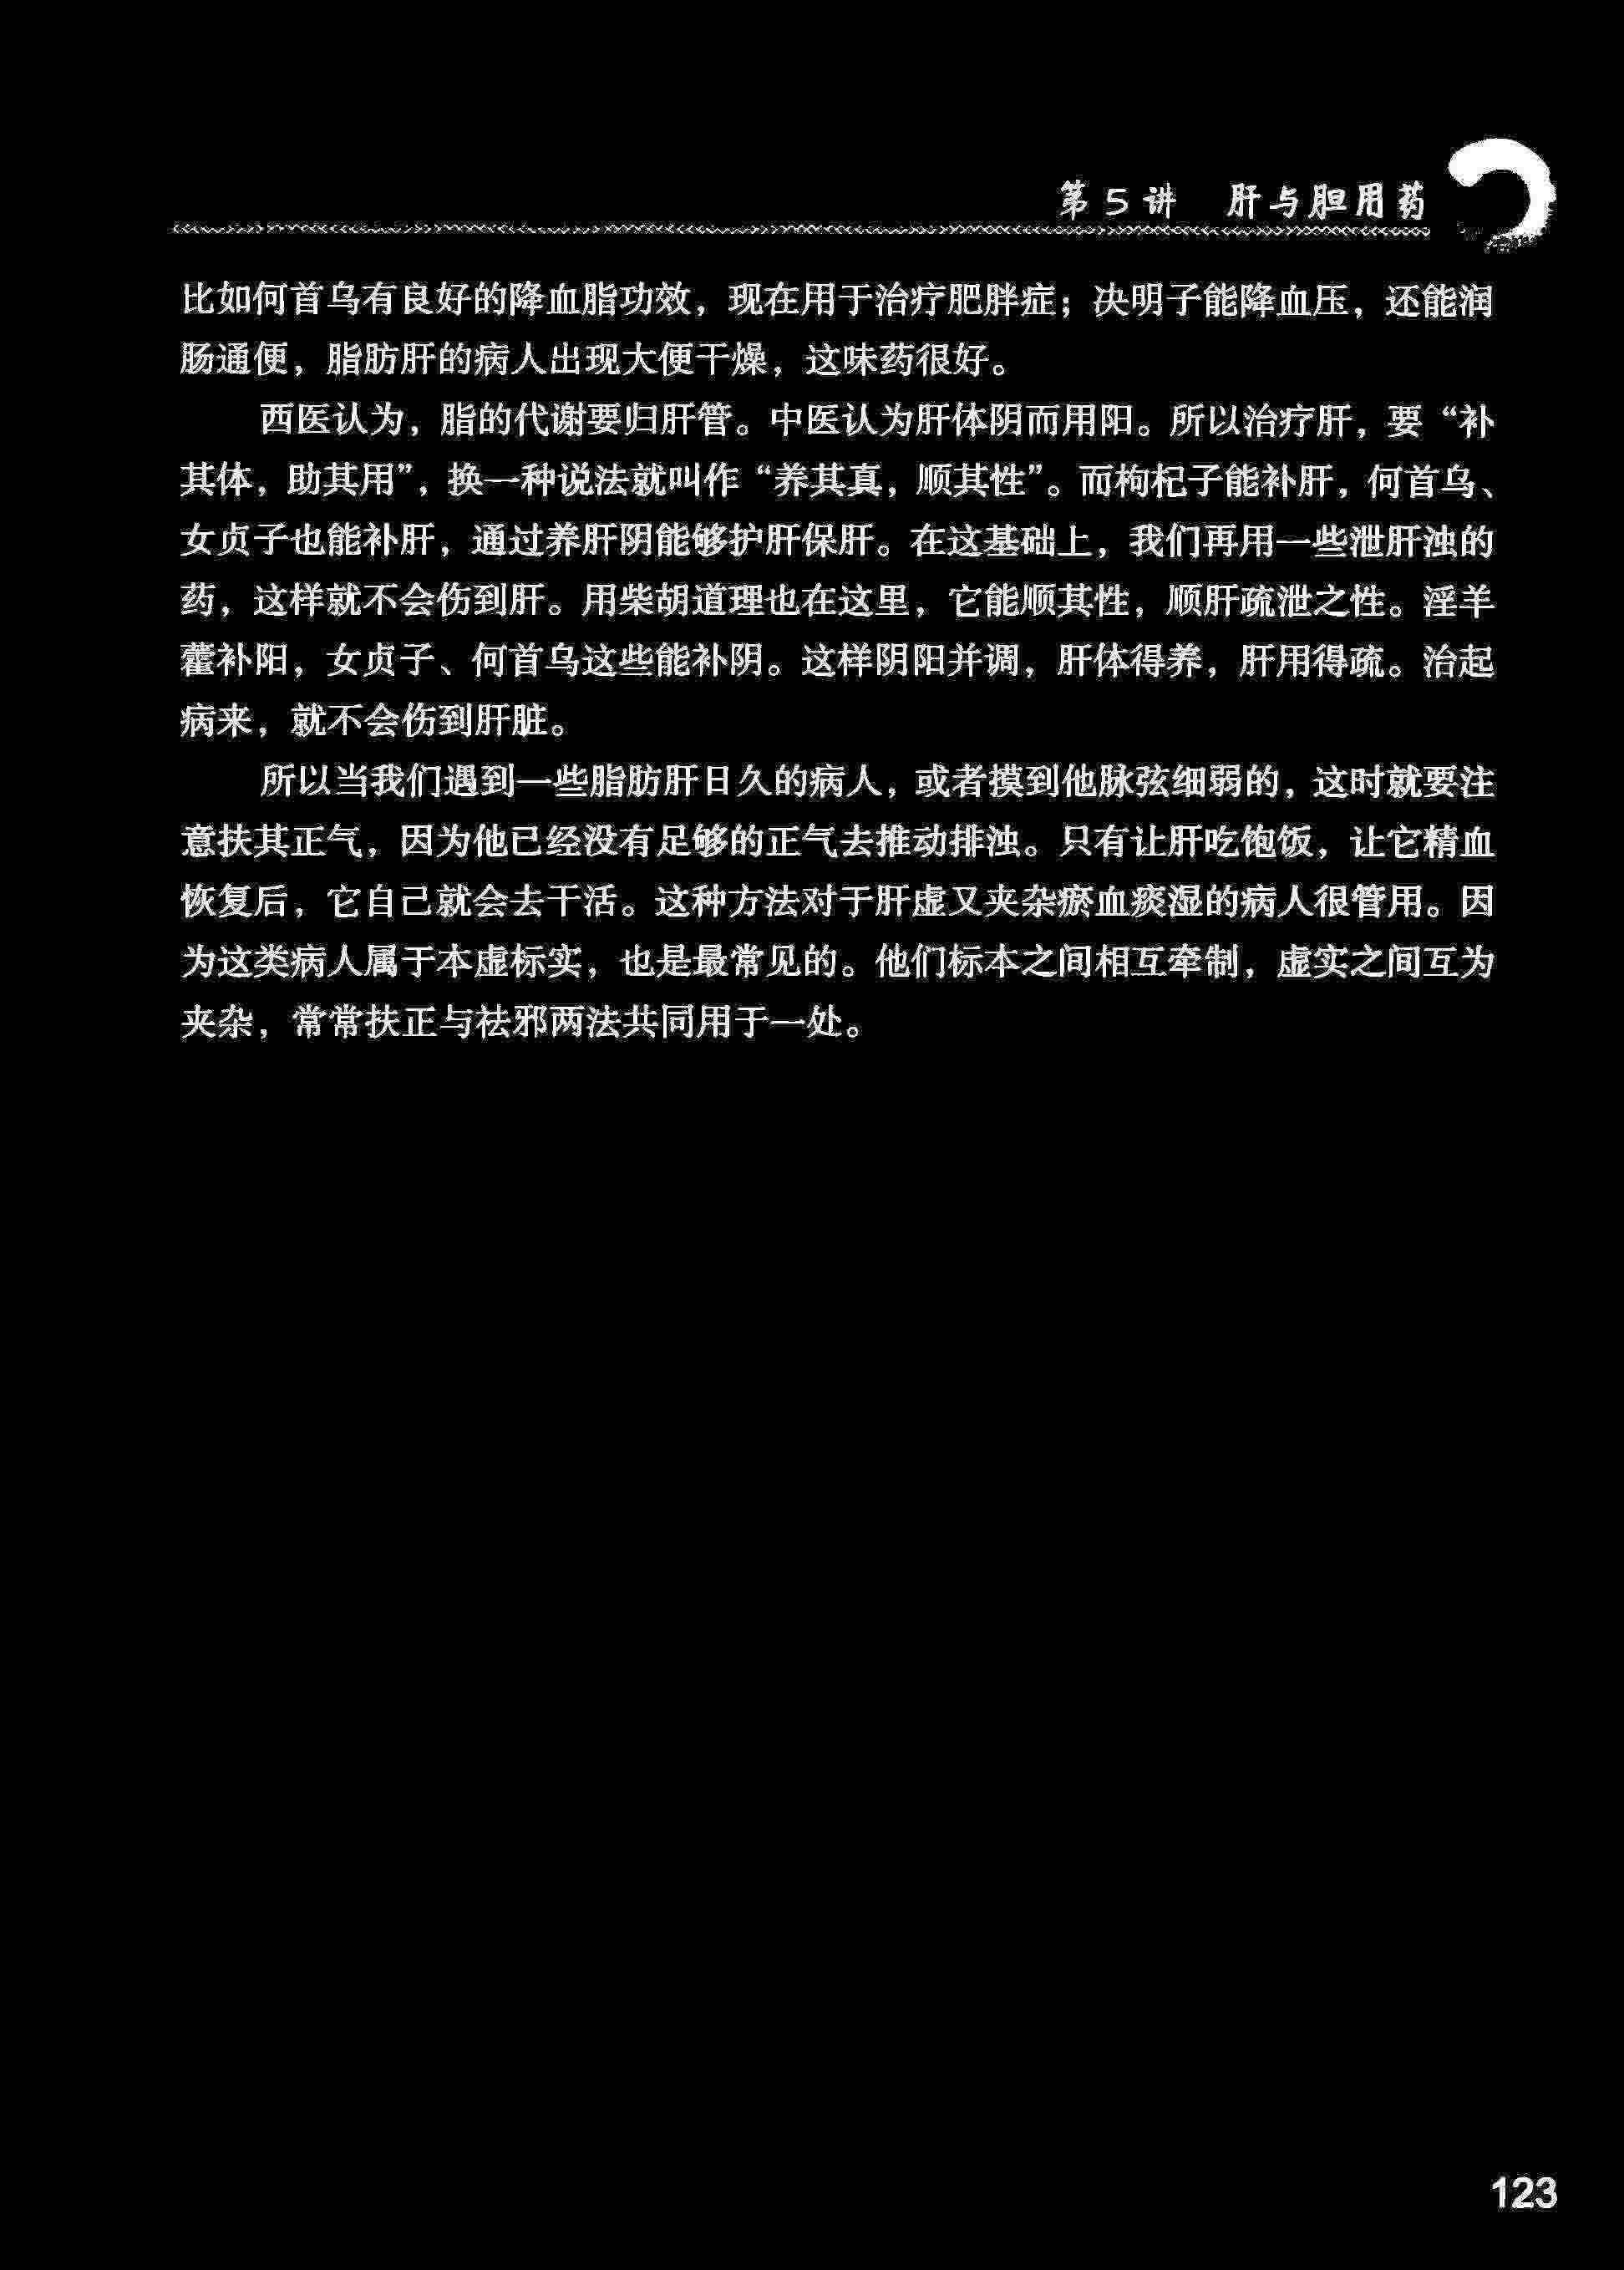 第5讲 肝与胆用药
比如何首乌有良好的降血脂功效，现在用于治疗肥胖症；决明子能降血压，还能润
肠通便，脂肪肝的病人出现大便干燥，这味药很好。
西医认为，脂的代谢要归肝管。中医认为肝体阴而用阳。所以治疗肝，要“补
其体，助其用”，换一种说法就叫作“养其真，顺其性”。而枸杞子能补肝，何首乌、
女贞子也能补肝，通过养肝阴能够护肝保肝。在这基础上，我们再用一些泄肝浊的
药，这样就不会伤到肝。用柴胡道理也在这里，它能顺其性，顺肝疏泄之性。淫羊
藿补阳，女贞子、何首乌这些能补阴。这样阴阳并调，肝体得养，肝用得疏。治起
病来，就不会伤到肝脏。
所以当我们遇到一些脂肪肝日久的病人，或者摸到他脉弦细弱的，这时就要注
意扶其正气，因为他已经没有足够的正气去推动排浊。只有让肝吃饱饭，让它精血
恢复后，它自己就会去干活。这种方法对于肝虚又夹杂瘀血痰湿的病人很管用。因
为这类病人属于本虚标实，也是最常见的。他们标本之间相互牵制，虚实之间互为
夹杂，常常扶正与祛邪两法共同用于一处。
123